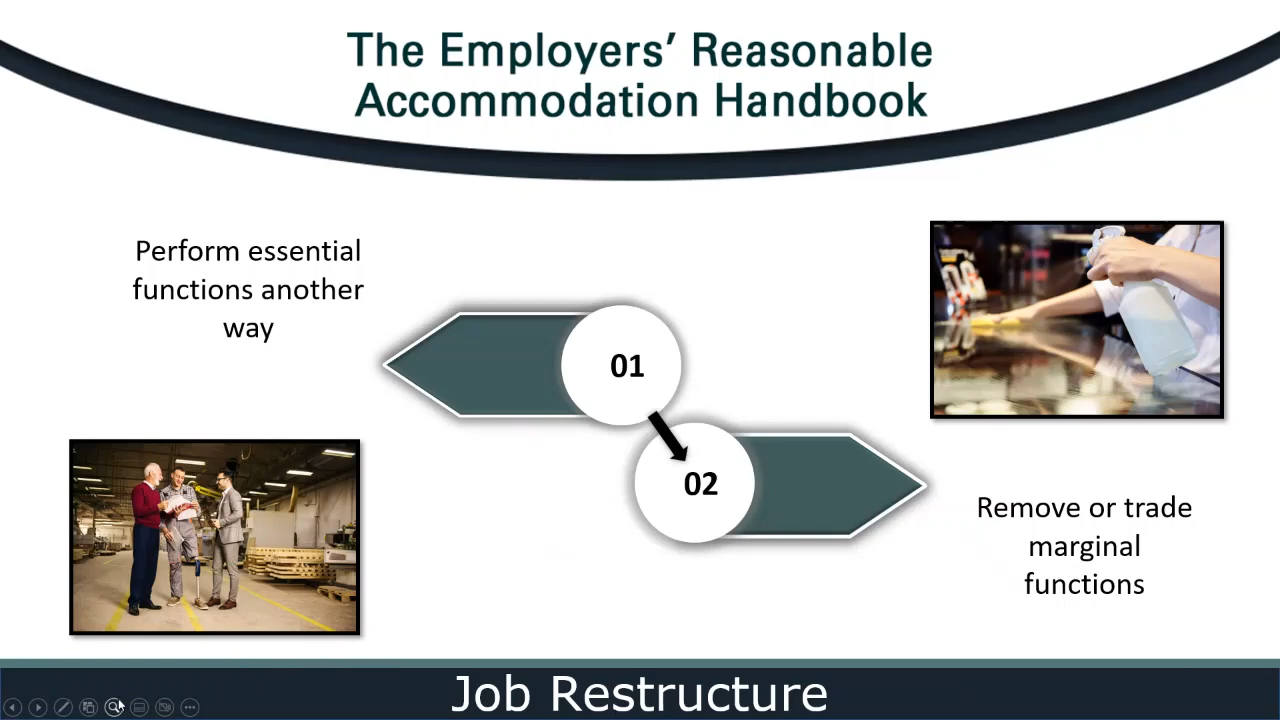 The Employers’ Reasonable
Accommodation Handbook
Perform essential
functions another
way
01
02
Remove or trade
marginal
functions
Job Restructure